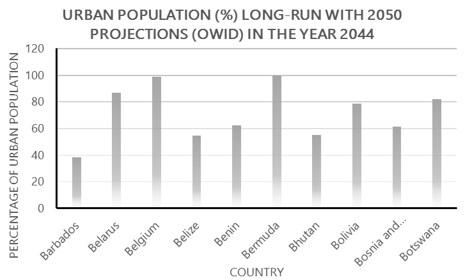 URBAN POPULATION (%) LONG-RUN WITH 2050
PROJECTIONS (OWID) IN THE YEAR 2044
PERCENTAGE OF URBAN POPULATION
120
100
80
60
40
20
0
Barbados
Belarus
Belgium
Belize
Benin
Bermuda
Bhutan
Bolivia
Bosnia and...
Botswana
COUNTRY